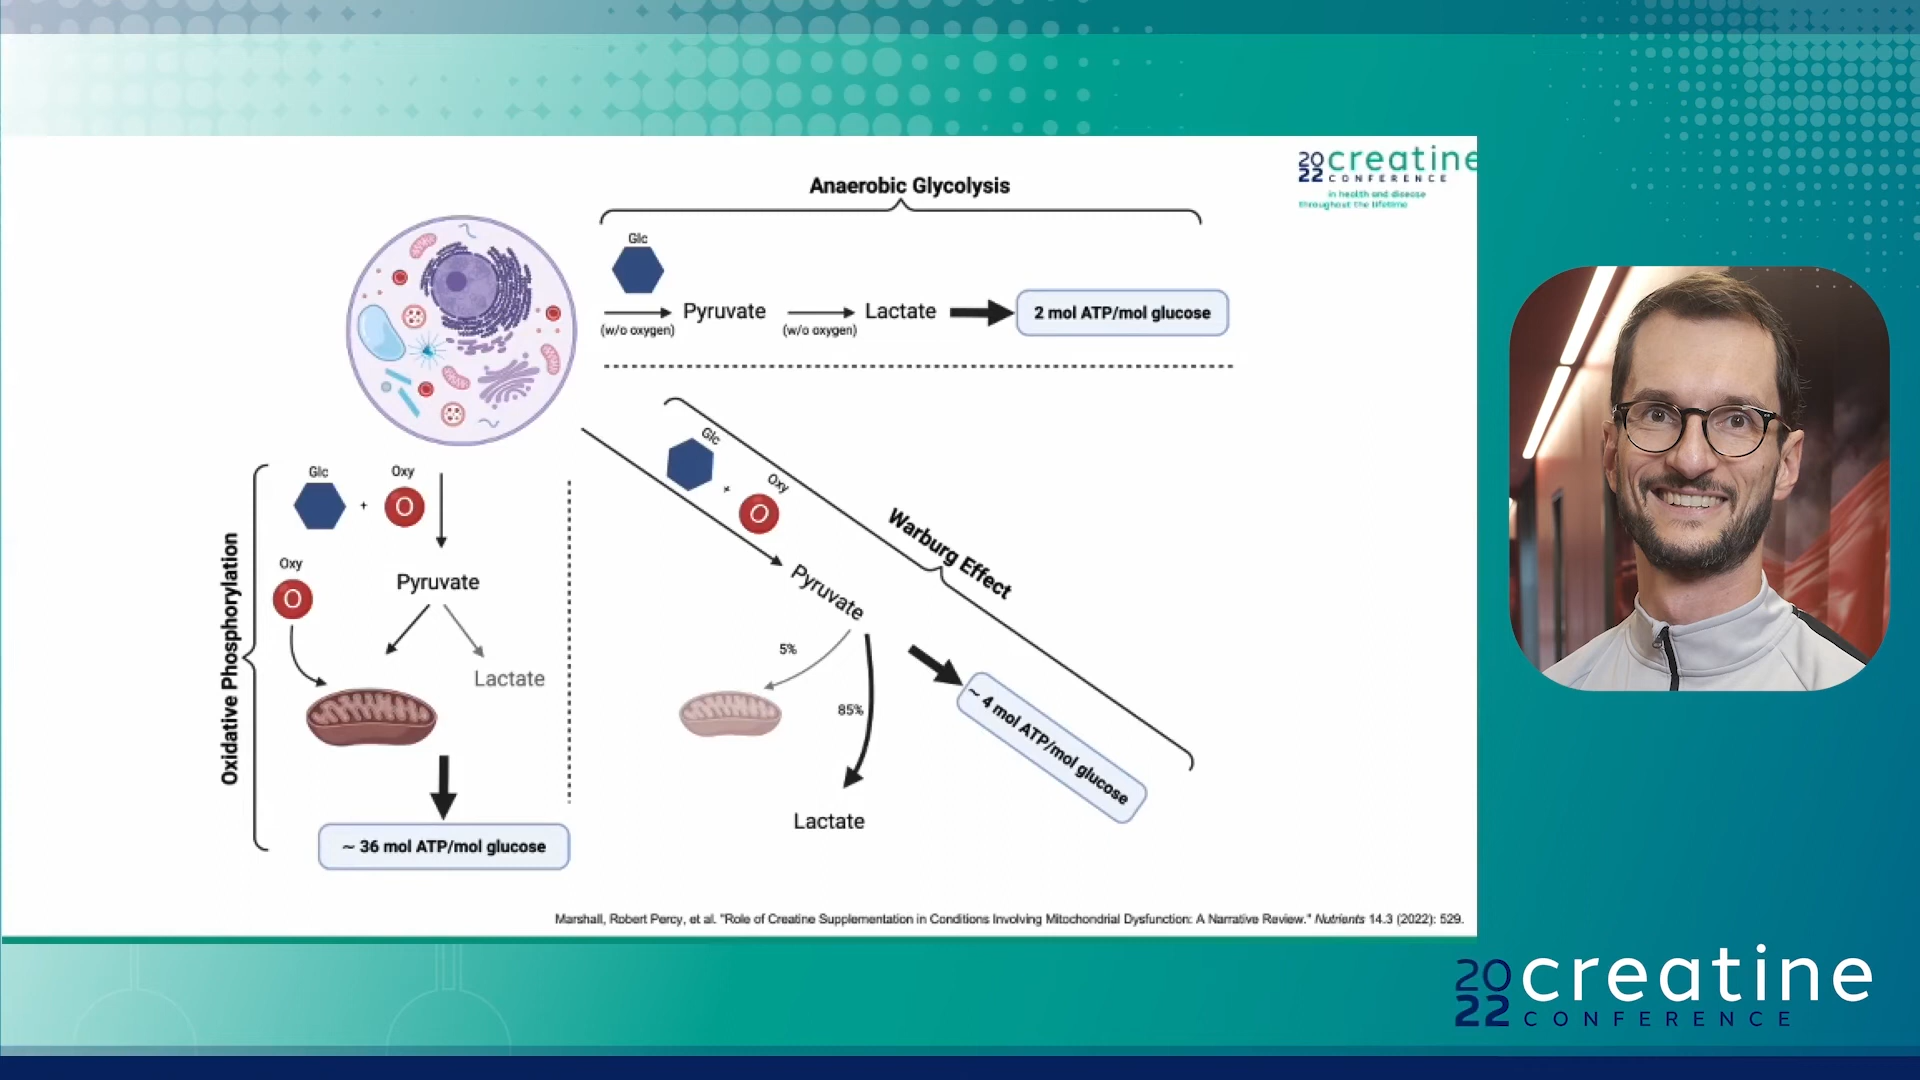 20
22
creatine
CONFERENCE
in health and disease
throughout the lifetime
Anaerobic Glycolysis
Glc
Pyruvate
Lactate
2 mol ATP/mol glucose
(w/o oxygen)
(w/o oxygen)
Glc
+
Oxy
O
Warburg Effect
Pyruvate
5%
85%
~ 4 mol ATP/mol glucose
Lactate
Oxidative Phosphorylation
Glc
+
Oxy
O
Oxy
O
Pyruvate
Lactate
~ 36 mol ATP/mol glucose
Marshall, Robert Percy, et al. "Role of Creatine Supplementation in Conditions Involving Mitochondrial Dysfunction: A Narrative Review." Nutrients 14.3 (2022): 529.
20
22
creatine
CONFERENCE